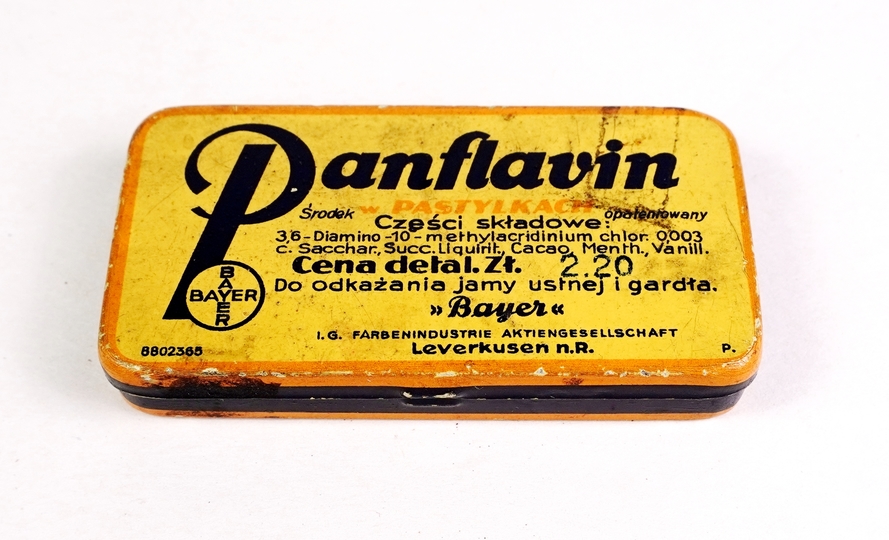 Panflavin
Środek w PASTYLKACH opatentowany
Części składowe:
3,6-Diamino-10-methylacridinium chlor. 0,003
c. Sacchar., Succ. Liquirit., Cacao, Menth., Vanill.
Cena detal. Zł. 2.20
Do odkażania jamy ustnej i gardła.
»Bayer«
BAYER
BAYER
I.G. FARBENINDUSTRIE AKTIENGESELLSCHAFT
Leverkusen n.R.
8802365
P.